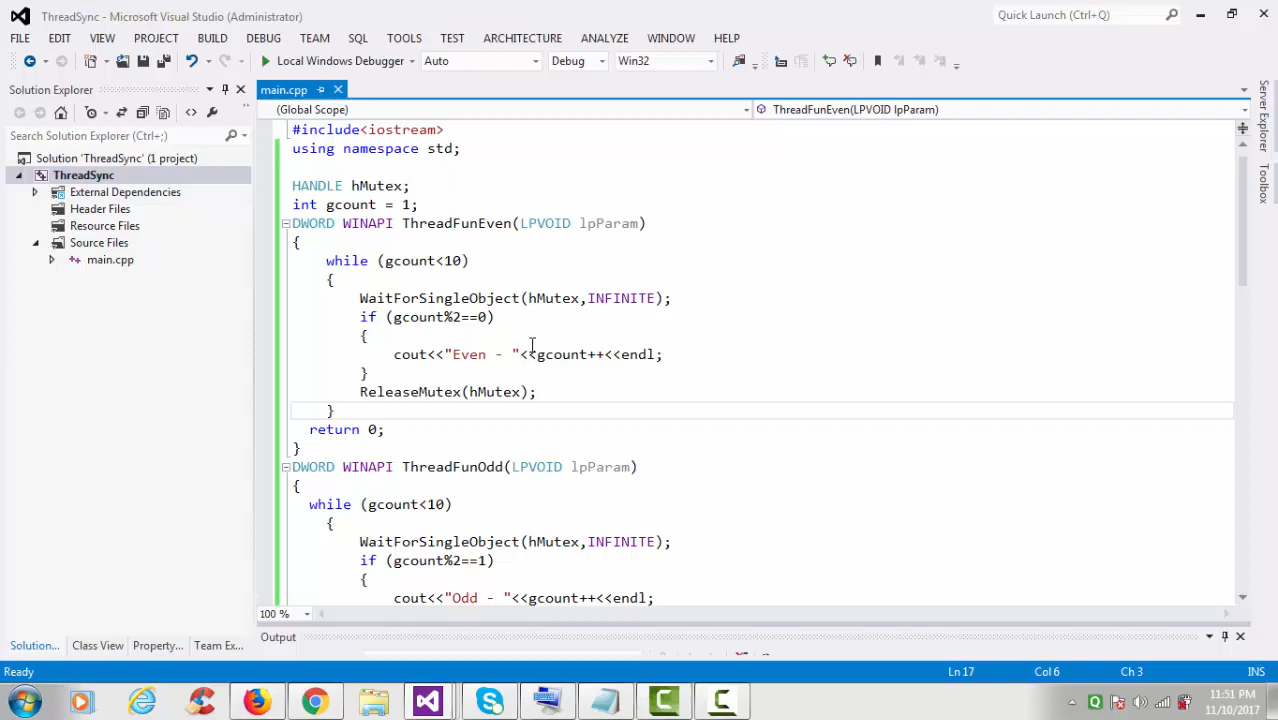 ThreadSync - Microsoft Visual Studio (Administrator)
Quick Launch (Ctrl+Q)
FILE EDIT VIEW PROJECT BUILD DEBUG TEAM SQL TOOLS TEST ARCHITECTURE ANALYZE WINDOW HELP
Local Windows Debugger Auto Debug Win32
Solution Explorer
Search Solution Explorer (Ctrl+;)
Solution 'ThreadSync' (1 project)
ThreadSync
External Dependencies
Header Files
Resource Files
Source Files
main.cpp
main.cpp
(Global Scope) ThreadFunEven(LPVOID lpParam)
#include<iostream>
using namespace std;
HANDLE hMutex;
int gcount = 1;
DWORD WINAPI ThreadFunEven(LPVOID lpParam)
{
while (gcount<10)
{
WaitForSingleObject(hMutex,INFINITE);
if (gcount%2==0)
{
cout<<"Even - "<<gcount++<<endl;
}
ReleaseMutex(hMutex);
}
return 0;
}
DWORD WINAPI ThreadFunOdd(LPVOID lpParam)
{
while (gcount<10)
{
WaitForSingleObject(hMutex,INFINITE);
if (gcount%2==1)
{
cout<<"Odd - "<<gcount++<<endl;
100 %
Server Explorer
Toolbox
Solution... Class View Property... Team Ex...
Output
Ready Ln 17 Col 6 Ch 3 INS
11:51 PM
11/10/2017